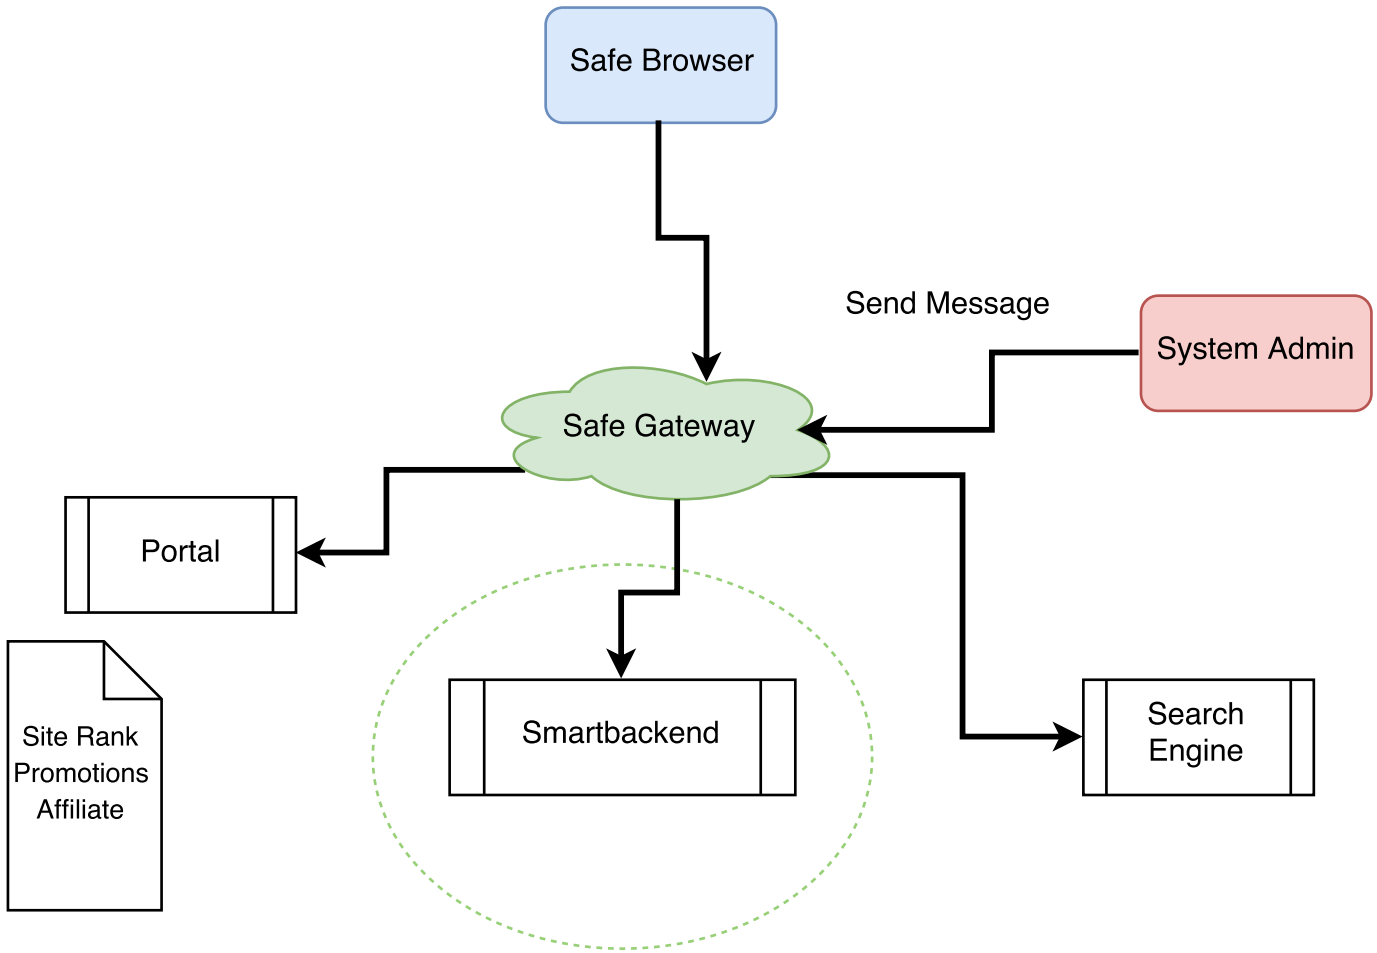 Safe Browser
Send Message
System Admin
Safe Gateway
Portal
Site Rank
Promotions
Affiliate
Smartbackend
Search
Engine